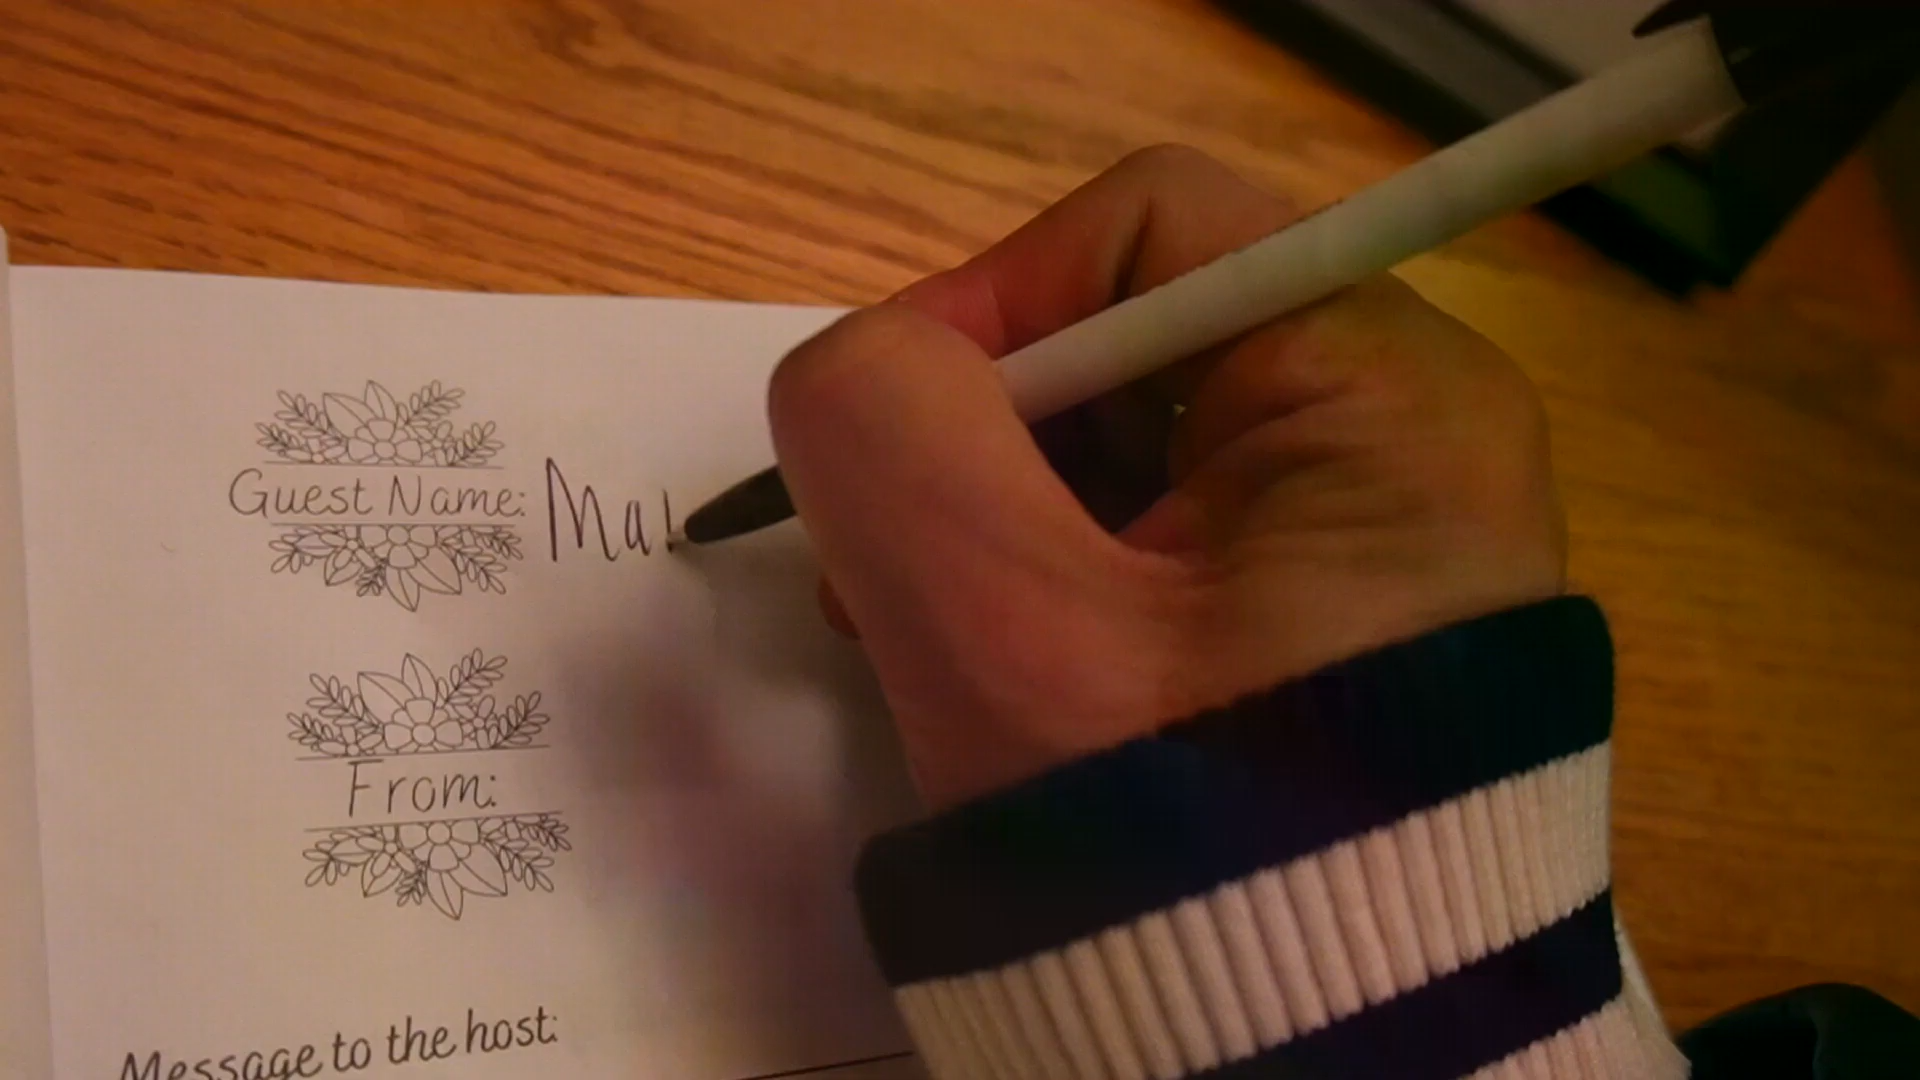 Guest Name: Ma
From:
Message to the host: